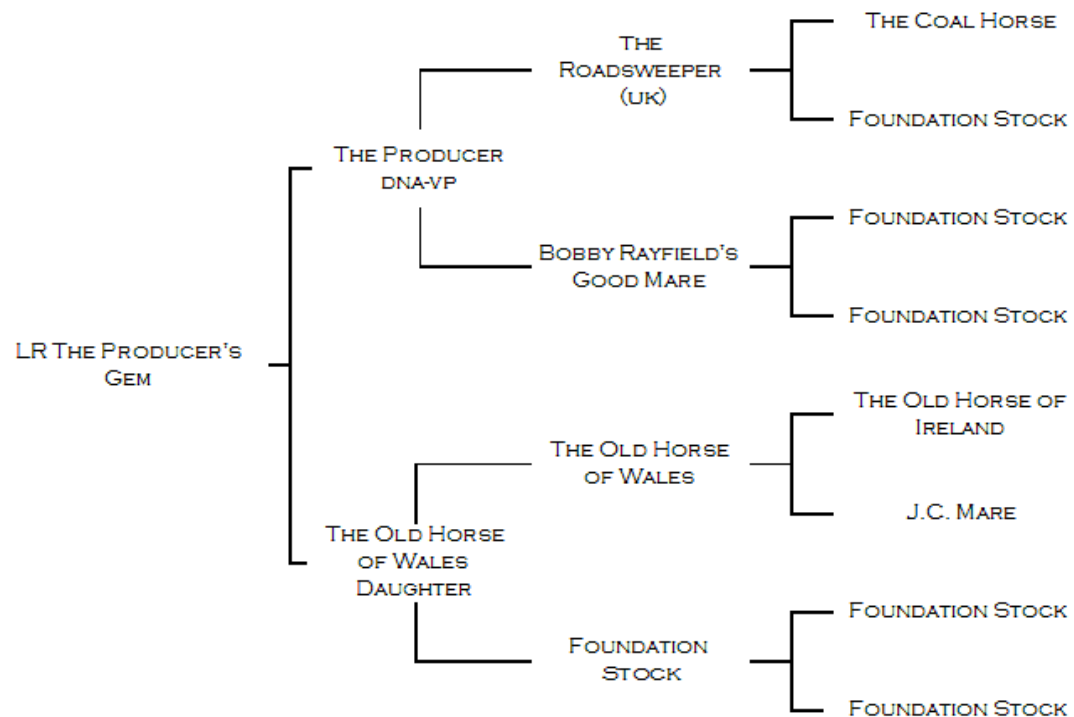 The Coal Horse
The
Roadsweeper
(UK)
Foundation Stock
The Producer
DNA-VP
Foundation Stock
Bobby Rayfield's
Good Mare
Foundation Stock
LR The Producer's
Gem
The Old Horse of
Ireland
The Old Horse
of Wales
J.C. Mare
The Old Horse
of Wales
Daughter
Foundation Stock
Foundation
Stock
Foundation Stock